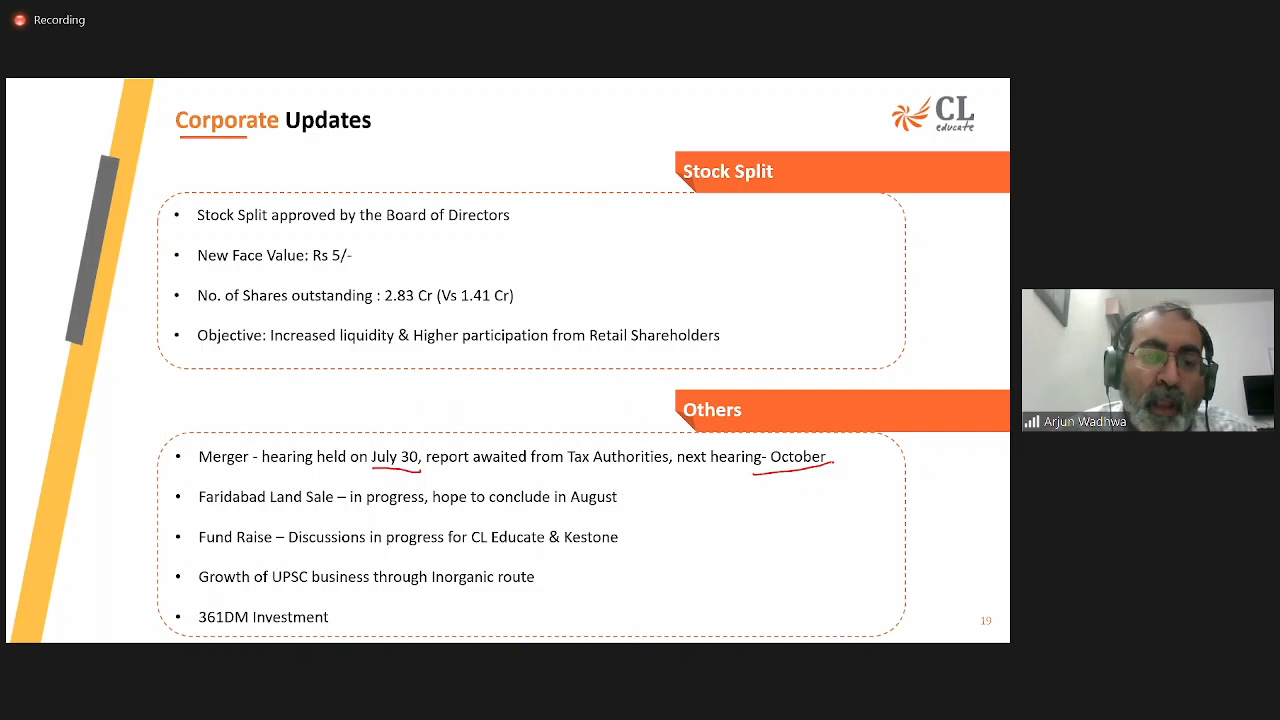 Recording
Corporate Updates
CL
educate
Stock Split
• Stock Split approved by the Board of Directors
• New Face Value: Rs 5/-
• No. of Shares outstanding : 2.83 Cr (Vs 1.41 Cr)
• Objective: Increased liquidity & Higher participation from Retail Shareholders
Others
• Merger - hearing held on July 30, report awaited from Tax Authorities, next hearing- October
• Faridabad Land Sale – in progress, hope to conclude in August
• Fund Raise – Discussions in progress for CL Educate & Kestone
• Growth of UPSC business through Inorganic route
• 361DM Investment
19
Arjun Wadhwa